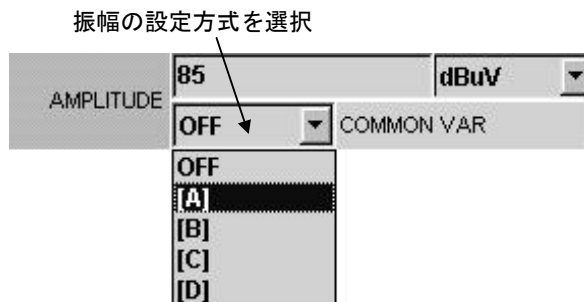 振幅の設定方式を選択
AMPLITUDE
85 dBuV
OFF COMMON VAR
OFF
[A]
[B]
[C]
[D]